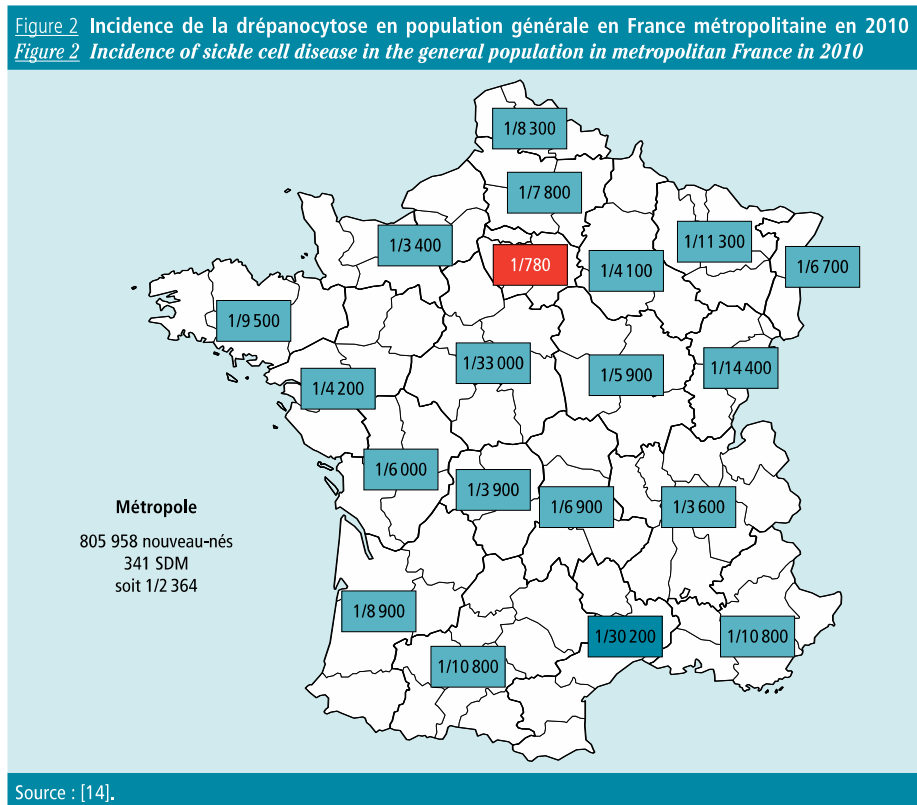 Figure 2 Incidence de la drépanocytose en population générale en France métropolitaine en 2010
Figure 2 Incidence of sickle cell disease in the general population in metropolitan France in 2010
1/8 300
1/7 800
1/3 400
1/11 300
1/780
1/4 100
1/6 700
1/9 500
1/33 000
1/5 900
1/14 400
1/4 200
1/6 000
1/3 900
1/6 900
1/3 600
Métropole
805 958 nouveau-nés
341 SDM
soit 1/2 364
1/8 900
1/30 200
1/10 800
1/10 800
Source : [14].